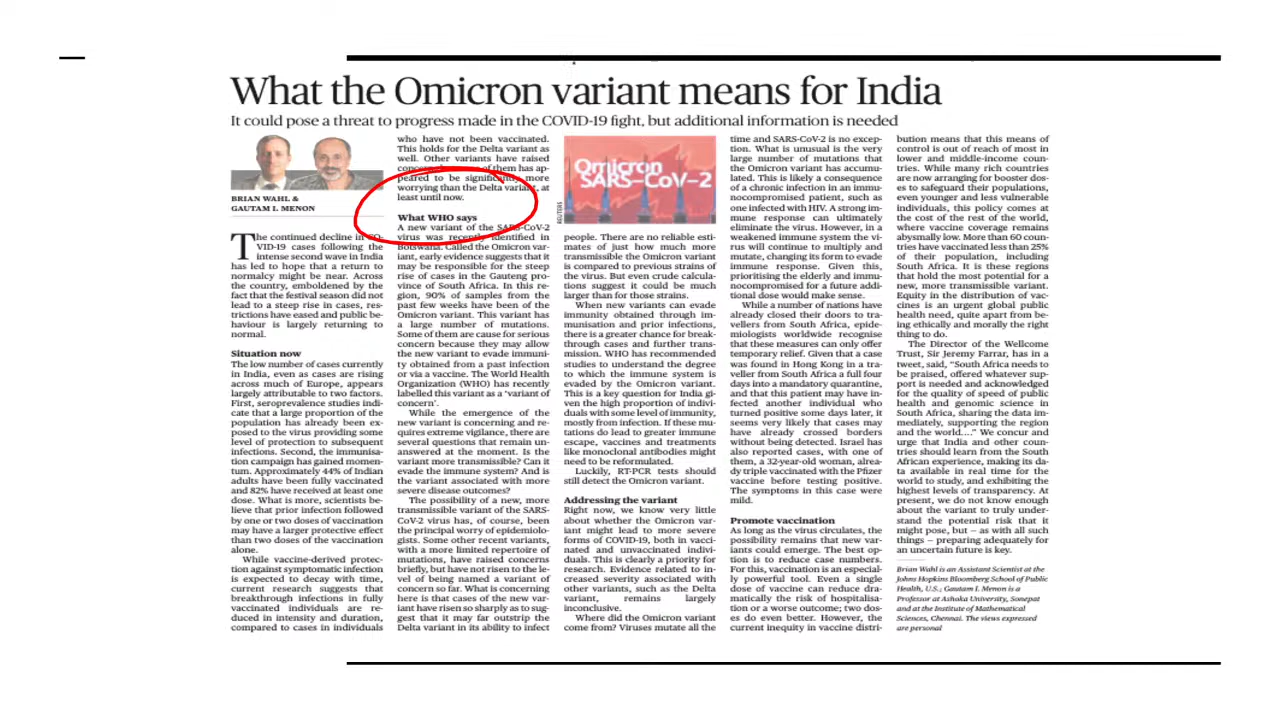 What the Omicron variant means for India
It could pose a threat to progress made in the COVID-19 fight, but additional information is needed
BRIAN WAHL &
GAUTAM I. MENON
The continued decline in CO-
VID-19 cases following the
intense second wave in India
has led to hope that a return to
normalcy might be near. Across
the country, emboldened by the
fact that the festival season did not
lead to a steep rise in cases, res-
trictions have eased and public be-
haviour is largely returning to
normal.
Situation now
The low number of cases currently
in India, even as cases are rising
across much of Europe, appears
largely attributable to two factors.
First, seroprevalence studies indi-
cate that a large proportion of the
population has already been ex-
posed to the virus providing some
level of protection to subsequent
infections. Second, the immunisa-
tion campaign has gained momen-
tum. Approximately 44% of Indian
adults have been fully vaccinated
and 82% have received at least one
dose. What is more, scientists be-
lieve that prior infection followed
by one or two doses of vaccination
may have a larger protective effect
than two doses of the vaccination
alone.
While vaccine-derived protec-
tion against symptomatic infection
is expected to decay with time,
current research suggests that
breakthrough infections in fully
vaccinated individuals are re-
duced in intensity and duration,
compared to cases in individuals
who have not been vaccinated.
This holds for the Delta variant as
well. Other variants have raised
concern but none of them has ap-
peared to be significantly more
worrying than the Delta variant, at
least until now.
What WHO says
A new variant of the SARS-CoV-2
virus was recently identified in
Botswana. Called the Omicron var-
iant, early evidence suggests that it
may be responsible for the steep
rise of cases in the Gauteng pro-
vince of South Africa. In this re-
gion, 90% of samples from the
past few weeks have been of the
Omicron variant. This variant has
a large number of mutations.
Some of them are cause for serious
concern because they may allow
the new variant to evade immuni-
ty obtained from a past infection
or via a vaccine. The World Health
Organization (WHO) has recently
labelled this variant as a ‘variant of
concern’.
While the emergence of the
new variant is concerning and re-
quires extreme vigilance, there are
several questions that remain un-
answered at the moment. Is the
variant more transmissible? Can it
evade the immune system? And is
the variant associated with more
severe disease outcomes?
The possibility of a new, more
transmissible variant of the SARS-
CoV-2 virus has, of course, been
the principal worry of epidemiolo-
gists. Some other recent variants,
with a more limited repertoire of
mutations, have raised concerns
briefly, but have not risen to the le-
vel of being named a variant of
concern so far. What is concerning
here is that cases of the new var-
iant have risen so sharply as to sug-
gest that it may far outstrip the
Delta variant in its ability to infect
Omicron
SARS-CoV-2
REUTERS
people. There are no reliable esti-
mates of just how much more
transmissible the Omicron variant
is compared to previous strains of
the virus. But even crude calcula-
tions suggest it could be much
larger than for those strains.
When new variants can evade
immunity obtained through im-
munisation and prior infections,
there is a greater chance for break-
through cases and further trans-
mission. WHO has recommended
studies to understand the degree
to which the immune system is
evaded by the Omicron variant.
This is a key question for India gi-
ven the high proportion of indivi-
duals with some level of immunity,
mostly from infection. If these mu-
tations do lead to greater immune
escape, vaccines and treatments
like monoclonal antibodies might
need to be reformulated.
Luckily, RT-PCR tests should
still detect the Omicron variant.
Addressing the variant
Right now, we know very little
about whether the Omicron var-
iant might lead to more severe
forms of COVID-19, both in vacci-
nated and unvaccinated indivi-
duals. This is clearly a priority for
research. Evidence related to in-
creased severity associated with
other variants, such as the Delta
variant, remains largely
inconclusive.
Where did the Omicron variant
come from? Viruses mutate all the
time and SARS-CoV-2 is no excep-
tion. What is unusual is the very
large number of mutations that
the Omicron variant has accumu-
lated. This is likely a consequence
of a chronic infection in an immu-
nocompromised patient, such as
one infected with HIV. A strong im-
mune response can ultimately
eliminate the virus. However, in a
weakened immune system the vi-
rus will continue to multiply and
mutate, changing its form to evade
immune response. Given this,
prioritising the elderly and immu-
nocompromised for a future addi-
tional dose would make sense.
While a number of nations have
already closed their doors to tra-
vellers from South Africa, epide-
miologists worldwide recognise
that these measures can only offer
temporary relief. Given that a case
was found in Hong Kong in a tra-
veller from South Africa a full four
days into a mandatory quarantine,
and that this patient may have in-
fected another individual who
turned positive some days later, it
seems very likely that cases may
have already crossed borders
without being detected. Israel has
also reported cases, with one of
them, a 32-year-old woman, alrea-
dy triple vaccinated with the Pfizer
vaccine before testing positive.
The symptoms in this case were
mild.
Promote vaccination
As long as the virus circulates, the
possibility remains that new var-
iants could emerge. The best op-
tion is to reduce case numbers.
For this, vaccination is an especial-
ly powerful tool. Even a single
dose of vaccine can reduce dra-
matically the risk of hospitalisa-
tion or a worse outcome; two dos-
es do even better. However, the
current inequity in vaccine distri-
bution means that this means of
control is out of reach of most in
lower and middle-income coun-
tries. While many rich countries
are now arranging for booster dos-
es to safeguard their populations,
even younger and less vulnerable
individuals, this policy comes at
the cost of the rest of the world,
where vaccine coverage remains
abysmally low. More than 60 coun-
tries have vaccinated less than 25%
of their population, including
South Africa. It is these regions
that hold the most potential for a
new, more transmissible variant.
Equity in the distribution of vac-
cines is an urgent global public
health need, quite apart from be-
ing ethically and morally the right
thing to do.
The Director of the Wellcome
Trust, Sir Jeremy Farrar, has in a
tweet, said, “South Africa needs to
be praised, offered whatever sup-
port is needed and acknowledged
for the quality of speed of public
health and genomic science in
South Africa, sharing the data im-
mediately, supporting the region
and the world....” We concur and
urge that India and other coun-
tries should learn from the South
African experience, making its da-
ta available in real time for the
world to study, and exhibiting the
highest levels of transparency. At
present, we do not know enough
about the variant to truly under-
stand the potential risk that it
might pose, but — as with all such
things — preparing adequately for
an uncertain future is key.
Brian Wahl is an Assistant Scientist at the
Johns Hopkins Bloomberg School of Public
Health, U.S.; Gautam I. Menon is a
Professor at Ashoka University, Sonepat
and at the Institute of Mathematical
Sciences, Chennai. The views expressed
are personal